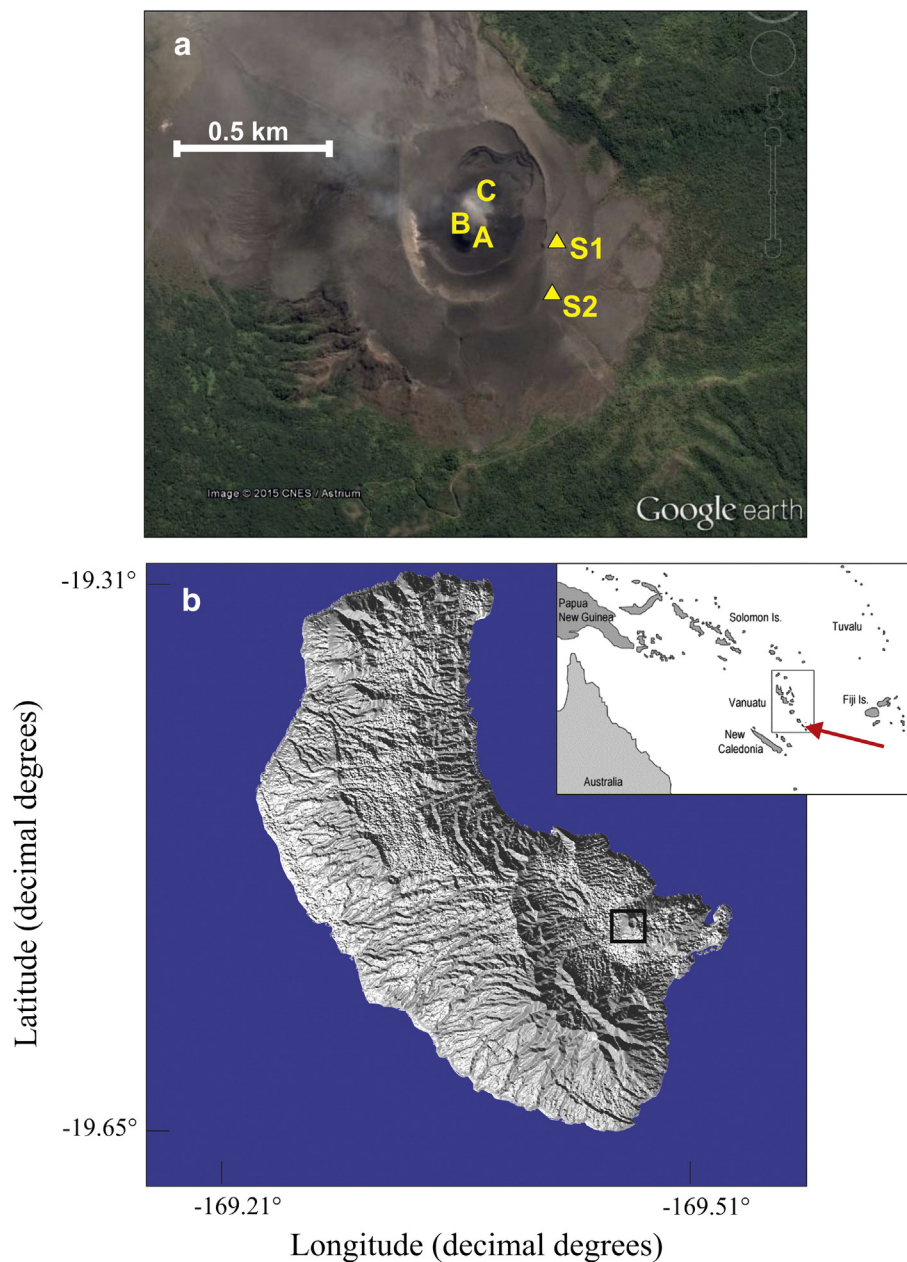 a
0.5 km
C
B
A
S1
S2
Image © 2015 CNES / Astrium
Google earth
b
-19.31°
-19.65°
Latitude (decimal degrees)
Papua
New Guinea
Solomon Is.
Tuvalu
Vanuatu
Fiji Is.
New
Caledonia
Australia
-169.21°
-169.51°
Longitude (decimal degrees)